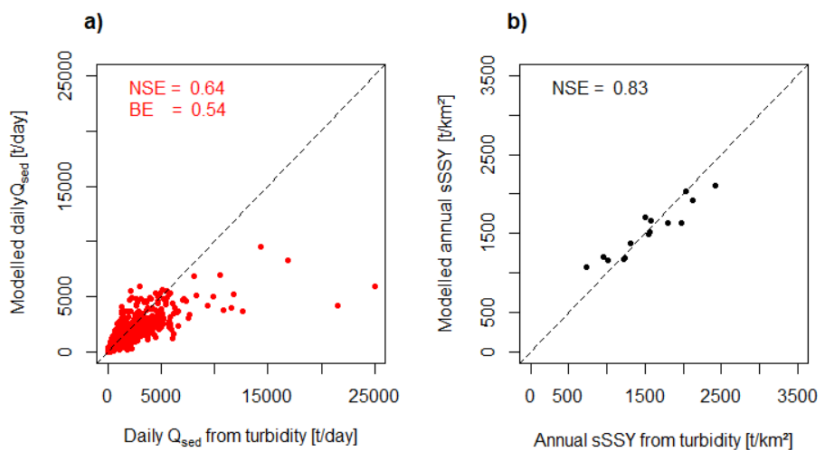 a)
NSE = 0.64
BE = 0.54
Modelled daily Qsed [t/day]
0 5000 15000 25000
0 5000 15000 25000
Daily Qsed from turbidity [t/day]
b)
NSE = 0.83
Modelled annual sSSY [t/km²]
0 500 1500 2500 3500
0 500 1500 2500 3500
Annual sSSY from turbidity [t/km²]